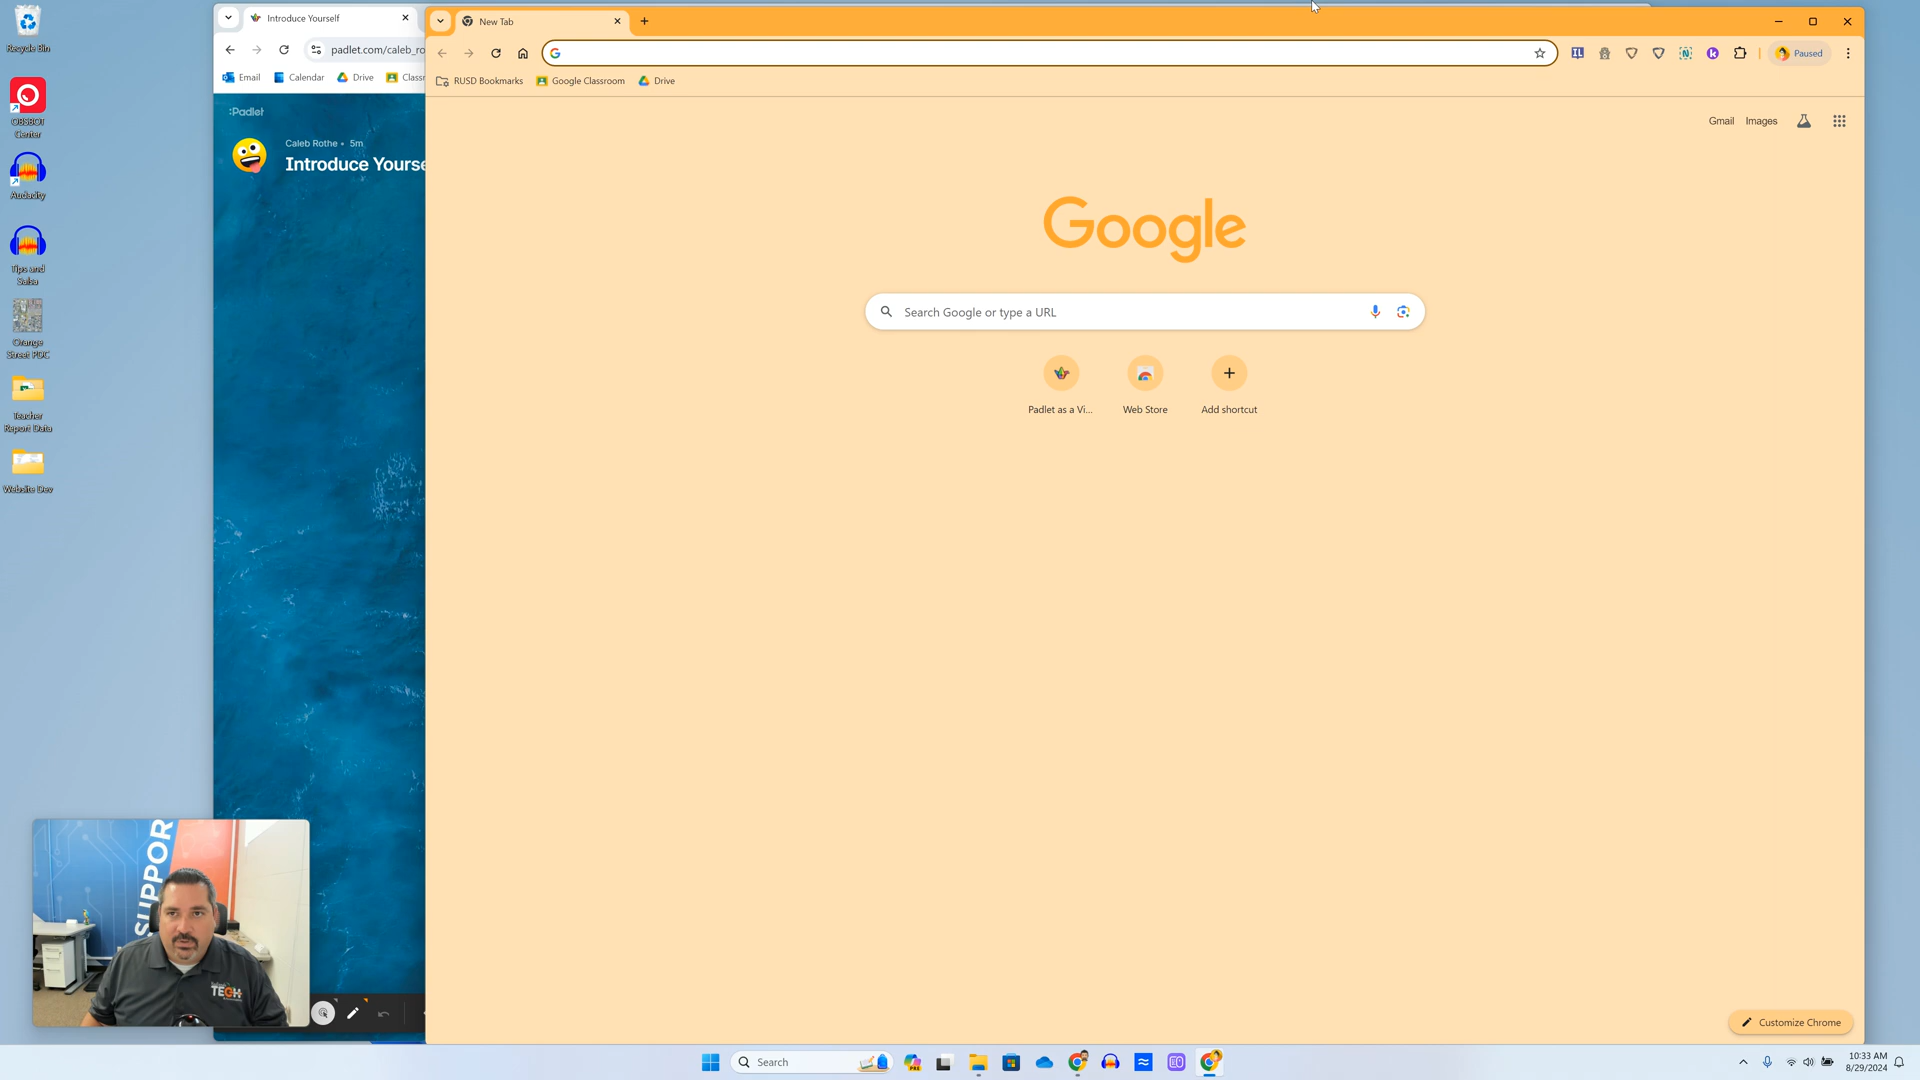 Recycle Bin
OBSBOT Center
Audacity
Tips and Salsa
Orange Street PDC
Teacher Report Data
Website Dev
Introduce Yourself
padlet.com/caleb_ro
Email
Calendar
Drive
Classr
:Padlet
Caleb Rothe • 5m
Introduce Yourse
New Tab
Paused
RUSD Bookmarks
Google Classroom
Drive
Gmail
Images
Google
Search Google or type a URL
Padlet as a Vi...
Web Store
Add shortcut
Customize Chrome
SUPPOR
TECH
Search
10:33 AM
8/29/2024